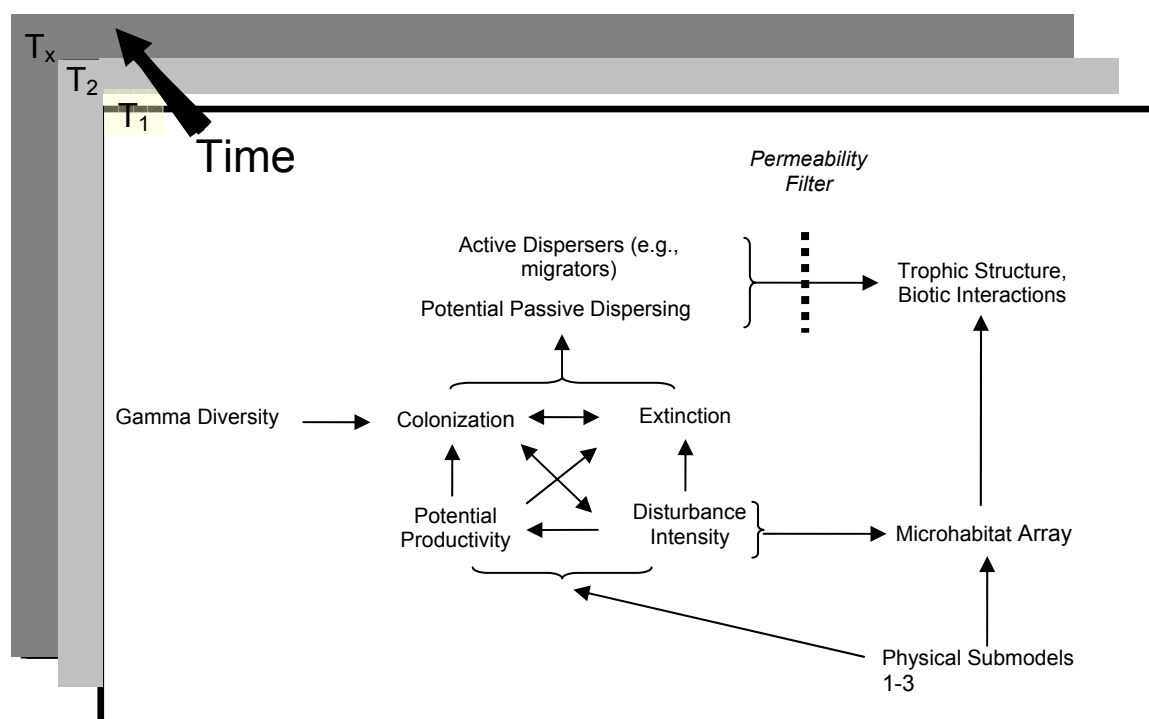 Tx
T2
T1
Time
Permeability
Filter
Active Dispersers (e.g.,
migrators)
Potential Passive Dispersing
Trophic Structure,
Biotic Interactions
Gamma Diversity
Colonization
Extinction
Potential
Productivity
Disturbance
Intensity
Microhabitat Array
Physical Submodels
1-3